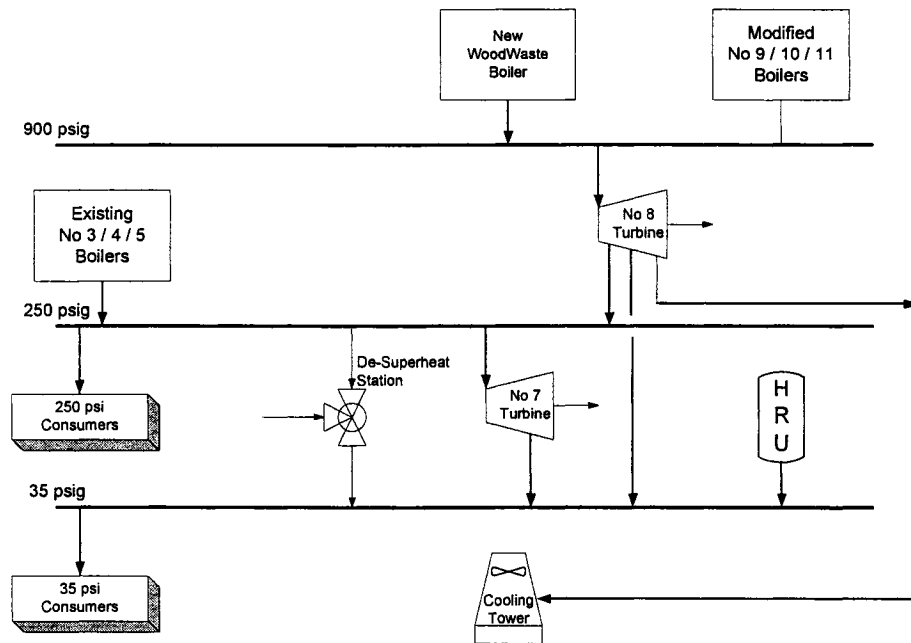 New
WoodWaste
Boiler
Modified
No 9 / 10 / 11
Boilers
900 psig
Existing
No 3 / 4 / 5
Boilers
No 8
Turbine
250 psig
De-Superheat
Station
250 psi
Consumers
No 7
Turbine
H
R
U
35 psig
35 psi
Consumers
Cooling
Tower